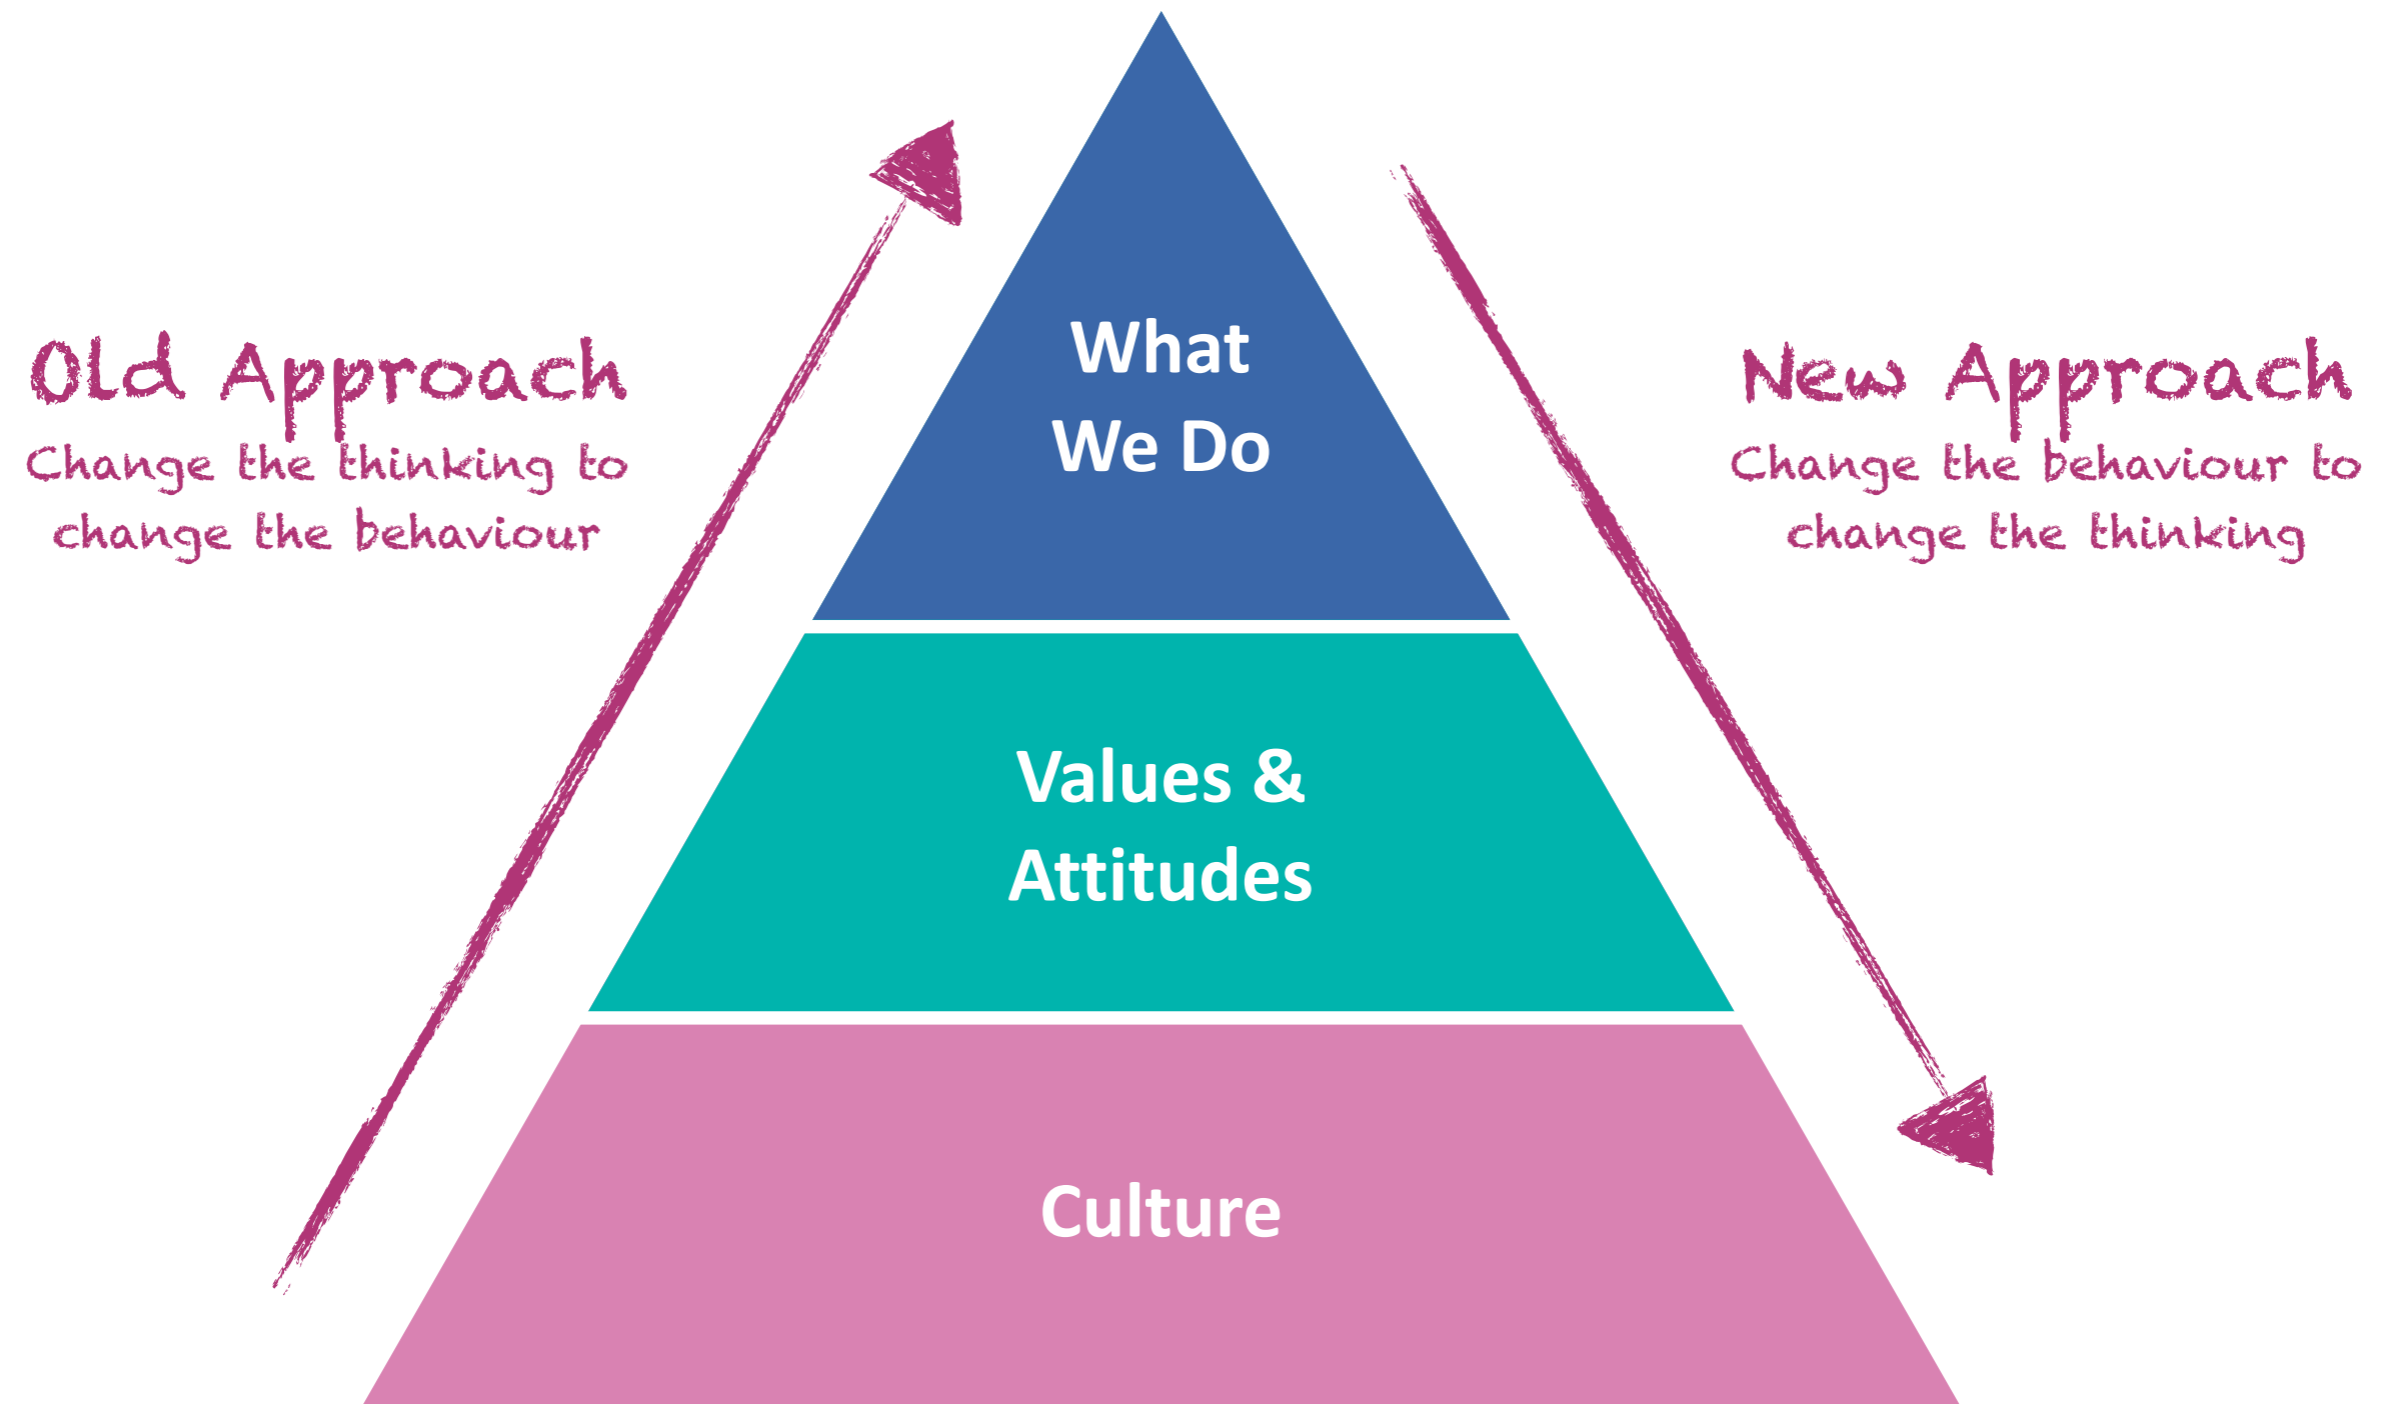 Old Approach
Change the thinking to
change the behaviour
What
We Do
New Approach
Change the behaviour to
change the thinking
Values &
Attitudes
Culture